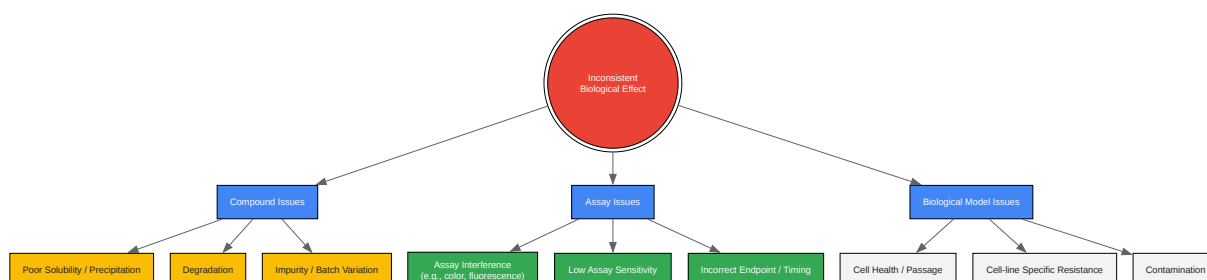 Inconsistent
Biological Effect
Compound Issues
Assay Issues
Biological Model Issues
Poor Solubility / Precipitation
Degradation
Impurity / Batch Variation
Assay Interference
(e.g., color, fluorescence)
Low Assay Sensitivity
Incorrect Endpoint / Timing
Cell Health / Passage
Cell-line Specific Resistance
Contamination